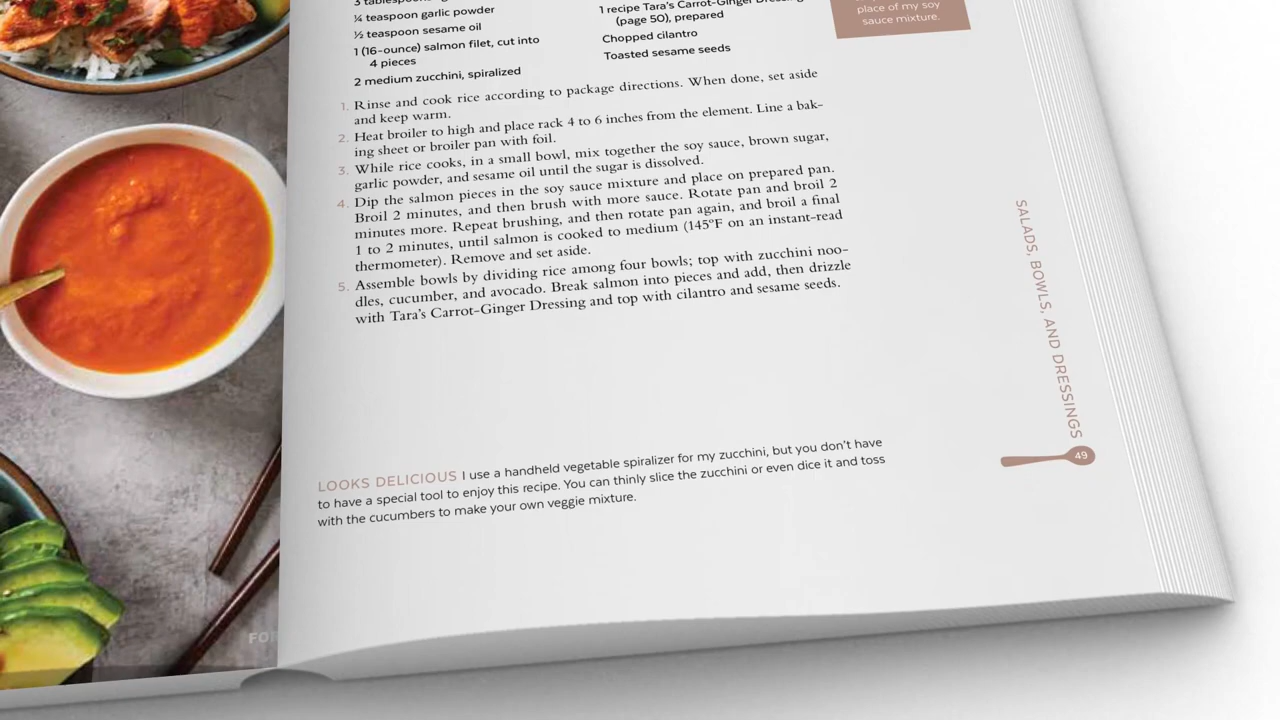 ¼ teaspoon garlic powder
½ teaspoon sesame oil
1 (16-ounce) salmon filet, cut into
4 pieces
2 medium zucchini, spiralized
1 recipe Tara's Carrot-Ginger Dressing
(page 50), prepared
Chopped cilantro
Toasted sesame seeds
place of my soy
sauce mixture.
1. Rinse and cook rice according to package directions. When done, set aside
and keep warm.
2. Heat broiler to high and place rack 4 to 6 inches from the element. Line a bak-
ing sheet or broiler pan with foil.
3. While rice cooks, in a small bowl, mix together the soy sauce, brown sugar,
garlic powder, and sesame oil until the sugar is dissolved.
4. Dip the salmon pieces in the soy sauce mixture and place on prepared pan.
Broil 2 minutes, and then brush with more sauce. Rotate pan and broil 2
minutes more. Repeat brushing, and then rotate pan again, and broil a final
1 to 2 minutes, until salmon is cooked to medium (145°F on an instant-read
thermometer). Remove and set aside.
5. Assemble bowls by dividing rice among four bowls; top with zucchini noo-
dles, cucumber, and avocado. Break salmon into pieces and add, then drizzle
with Tara's Carrot-Ginger Dressing and top with cilantro and sesame seeds.
LOOKS DELICIOUS I use a handheld vegetable spiralizer for my zucchini, but you don't have
to have a special tool to enjoy this recipe. You can thinly slice the zucchini or even dice it and toss
with the cucumbers to make your own veggie mixture.
SALADS, BOWLS, AND DRESSINGS
49